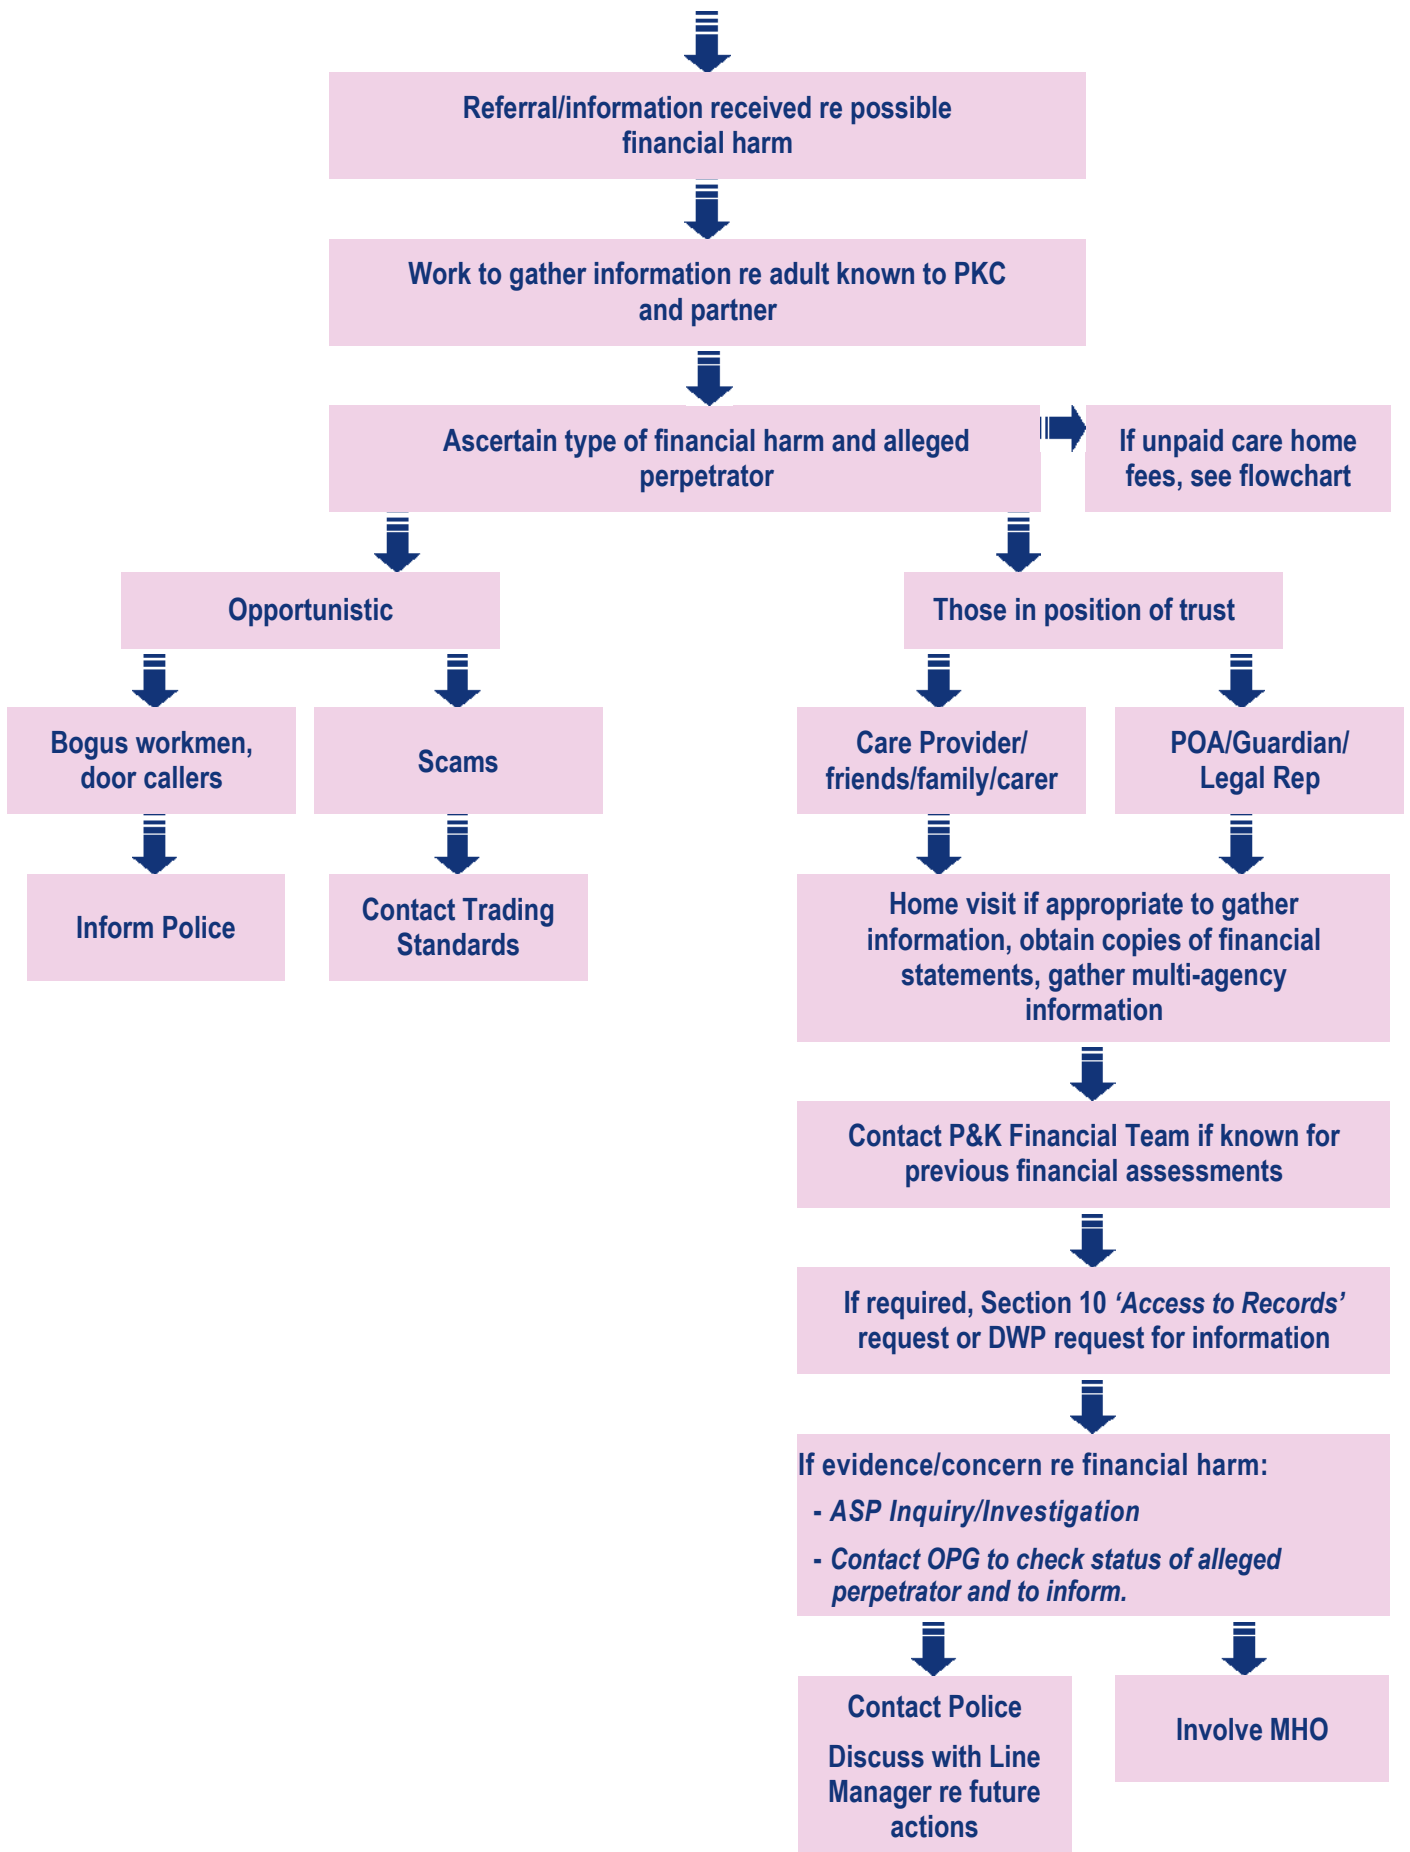 Referral/information received re possible
financial harm
Work to gather information re adult known to PKC
and partner
Ascertain type of financial harm and alleged
perpetrator
If unpaid care home
fees, see flowchart
Opportunistic
Those in position of trust
Bogus workmen,
door callers
Scams
Care Provider/
friends/family/carer
POA/Guardian/
Legal Rep
Inform Police
Contact Trading
Standards
Home visit if appropriate to gather
information, obtain copies of financial
statements, gather multi-agency
information
Contact P&K Financial Team if known for
previous financial assessments
If required, Section 10 ‘Access to Records’
request or DWP request for information
If evidence/concern re financial harm:
- ASP Inquiry/Investigation
- Contact OPG to check status of alleged
perpetrator and to inform.
Contact Police
Discuss with Line
Manager re future
actions
Involve MHO